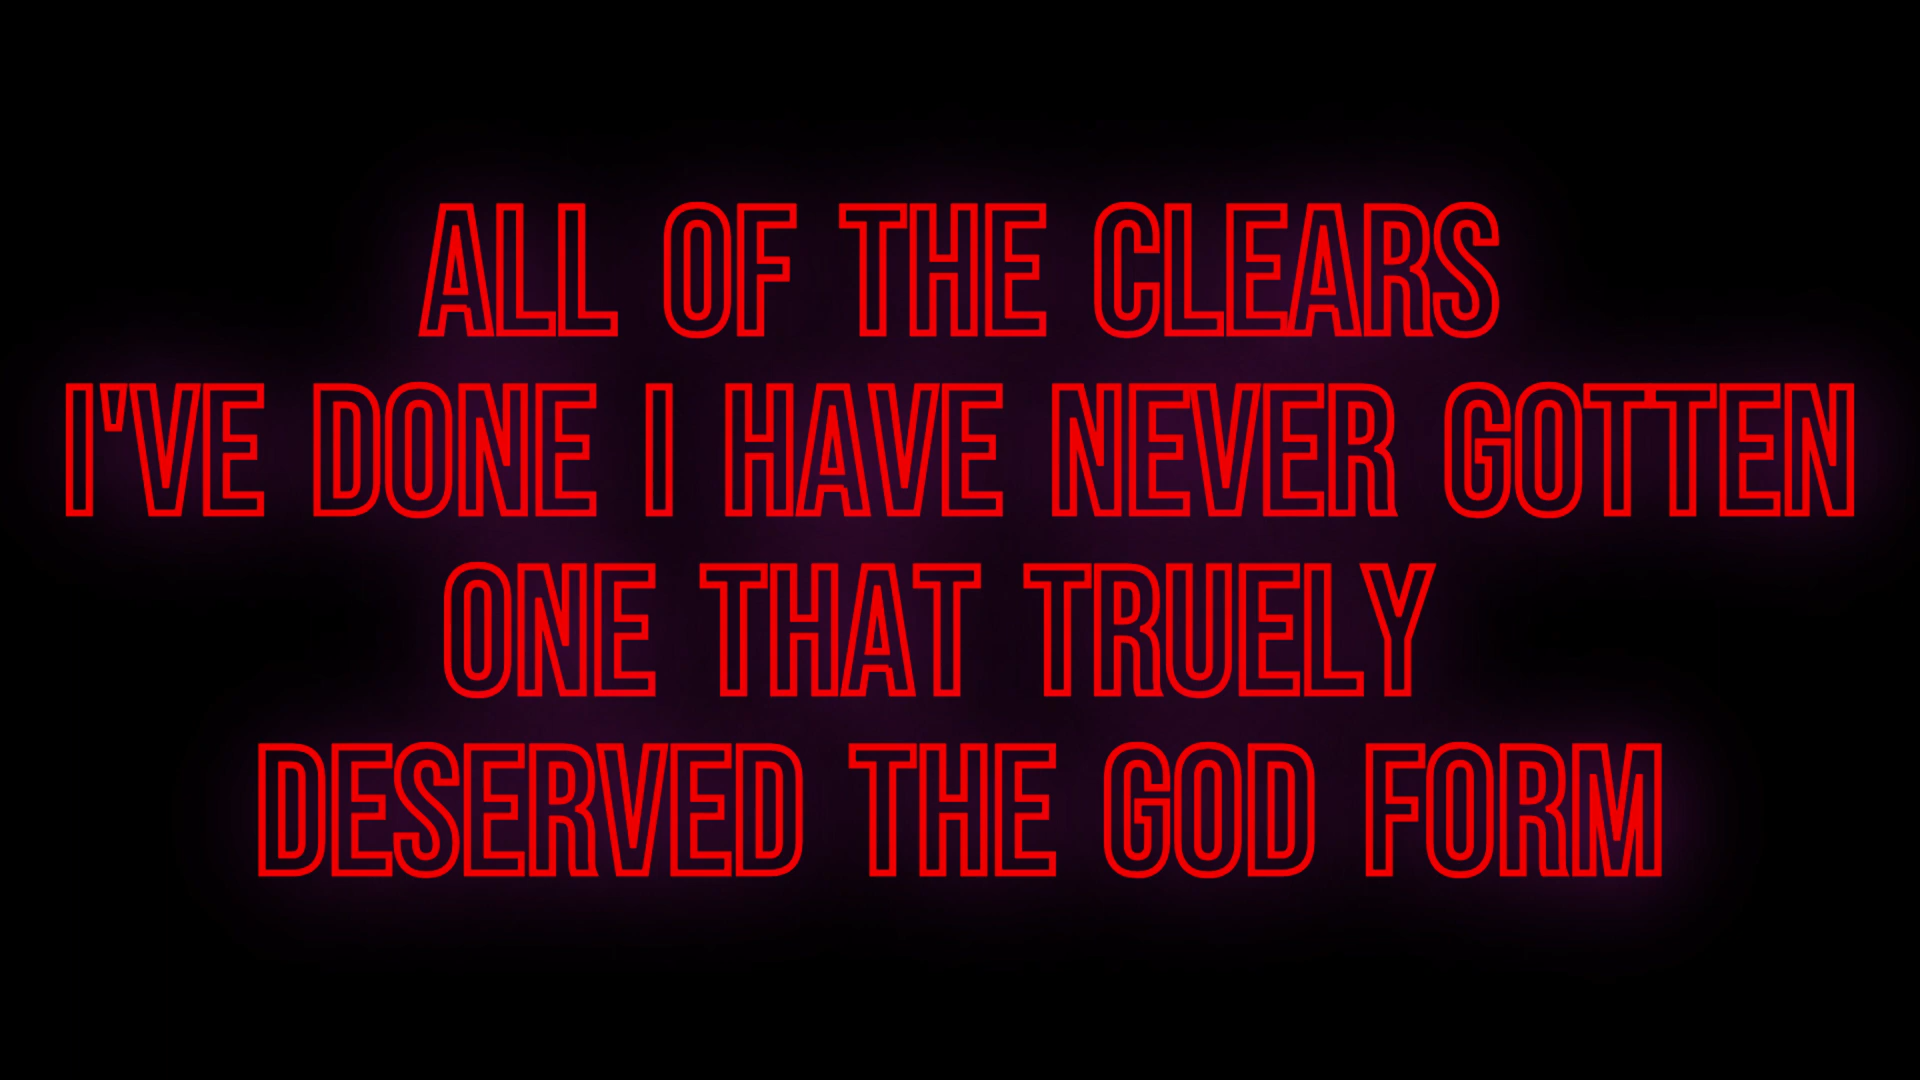 ALL OF THE CLEARS
I'VE DONE I HAVE NEVER GOTTEN
ONE THAT TRUELY
DESERVED THE GOD FORM